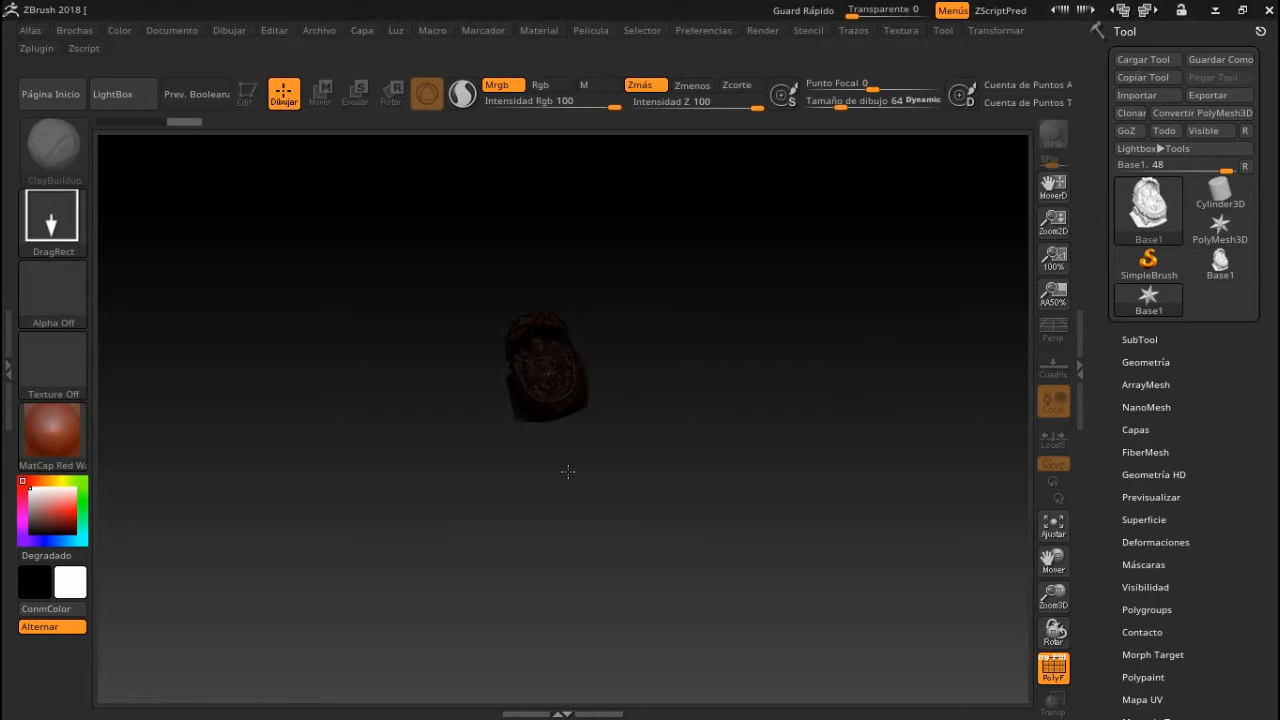 ZBrush 2018 [
Guard Rápido
Transparente 0
Menús
ZScriptPred
Alfas Brochas Color Documento Dibujar Editar Archivo Capa Luz Macro Marcador Material Película Selector Preferencias Render Stencil Trazos Textura Tool Transformar
Zplugin Zscript
Página Inicio
LightBox
Prev. Booleana
Edit
Dibujar
Mover
Escalar
Rotar
Mrgb Rgb M
Intensidad Rgb 100
Zmás Zmenos Zcorte
Intensidad Z 100
Punto Focal 0
Tamaño de dibujo 64 Dynamic
S
D
Cuenta de Puntos A
Cuenta de Puntos T
ClayBuildup
DragRect
Alpha Off
Texture Off
MatCap Red Wa
Degradado
ConmColor
Alternar
BPR
SPix
MoverD
Zoom2D
100%
AA50%
Persp
Cuadríc
Local
LocalS
Ajustar
Mover
Zoom3D
Rotar
PolyF
Transp
Tool
Cargar Tool Guardar Como
Copiar Tool Pegar Tool
Importar Exportar
Clonar Convertir PolyMesh3D
GoZ Todo Visible R
Lightbox▶Tools
Base1. 48 R
Base1
Cylinder3D
PolyMesh3D
SimpleBrush
Base1
Base1
SubTool
Geometría
ArrayMesh
NanoMesh
Capas
FiberMesh
Geometría HD
Previsualizar
Superficie
Deformaciones
Máscaras
Visibilidad
Polygroups
Contacto
Morph Target
Polypaint
Mapa UV